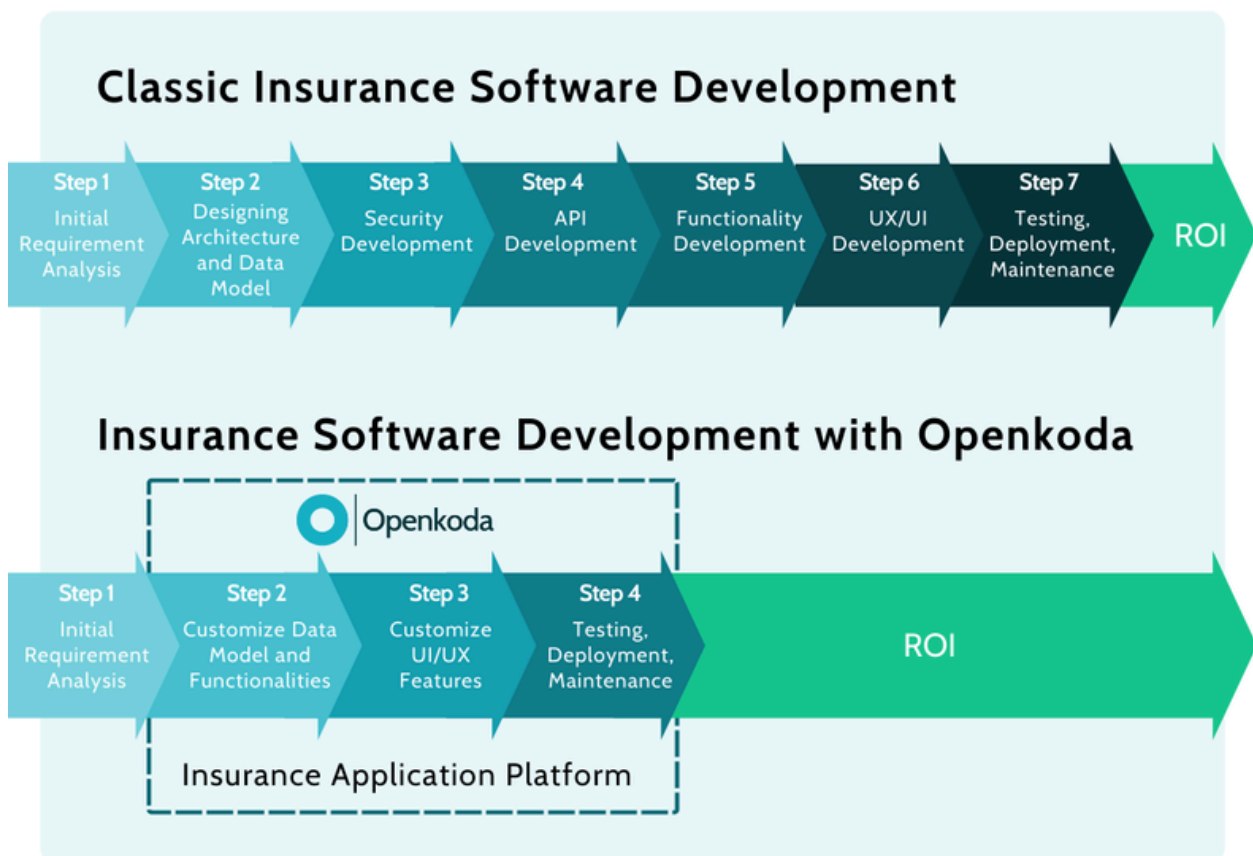 Classic Insurance Software Development
Step 1
Initial
Requirement
Analysis
Step 2
Designing
Architecture
and Data
Model
Step 3
Security
Development
Step 4
API
Development
Step 5
Functionality
Development
Step 6
UX/UI
Development
Step 7
Testing,
Deployment,
Maintenance
ROI
Insurance Software Development with Openkoda
Openkoda
Step 1
Initial
Requirement
Analysis
Step 2
Customize Data
Model and
Functionalities
Step 3
Customize
UI/UX
Features
Step 4
Testing,
Deployment,
Maintenance
ROI
Insurance Application Platform